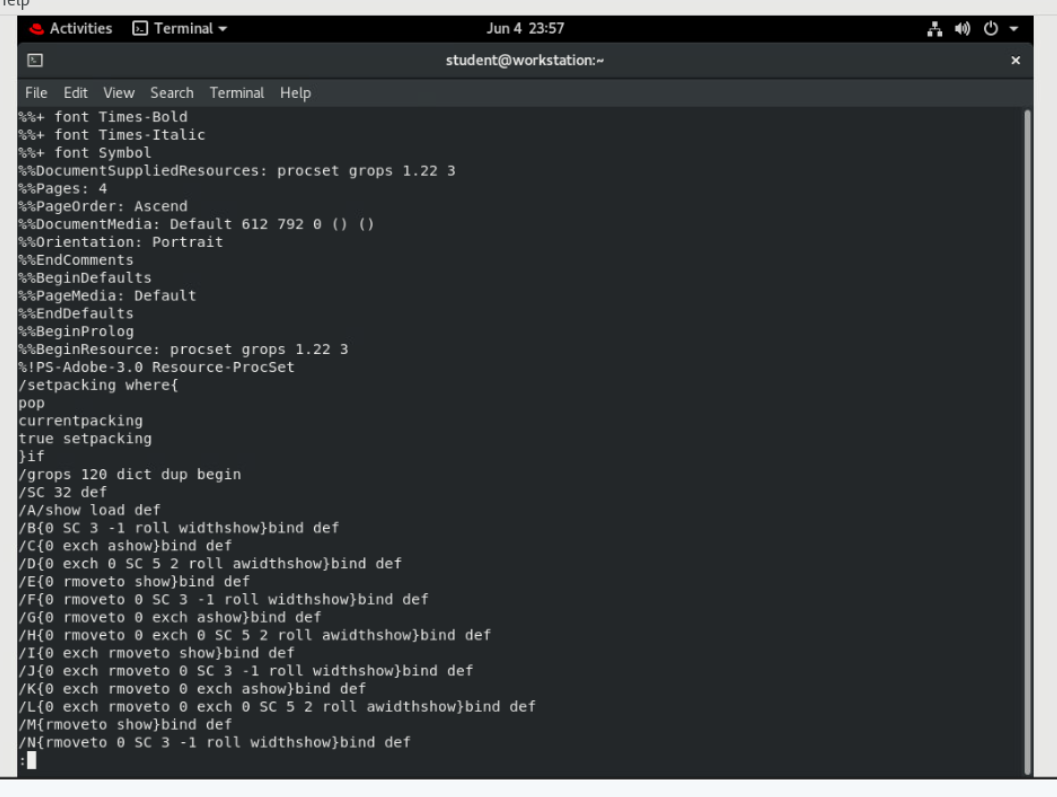 Help
Activities Terminal Jun 4 23:57
student@workstation:~ ×
File Edit View Search Terminal Help
%%+ font Times-Bold
%%+ font Times-Italic
%%+ font Symbol
%%DocumentSuppliedResources: procset grops 1.22 3
%%Pages: 4
%%PageOrder: Ascend
%%DocumentMedia: Default 612 792 0 () ()
%%Orientation: Portrait
%%EndComments
%%BeginDefaults
%%PageMedia: Default
%%EndDefaults
%%BeginProlog
%%BeginResource: procset grops 1.22 3
%!PS-Adobe-3.0 Resource-ProcSet
/setpacking where{
pop
currentpacking
true setpacking
}if
/grops 120 dict dup begin
/SC 32 def
/A/show load def
/B{0 SC 3 -1 roll widthshow}bind def
/C{0 exch ashow}bind def
/D{0 exch 0 SC 5 2 roll awidthshow}bind def
/E{0 rmoveto show}bind def
/F{0 rmoveto 0 SC 3 -1 roll widthshow}bind def
/G{0 rmoveto 0 exch ashow}bind def
/H{0 rmoveto 0 exch 0 SC 5 2 roll awidthshow}bind def
/I{0 exch rmoveto show}bind def
/J{0 exch rmoveto 0 SC 3 -1 roll widthshow}bind def
/K{0 exch rmoveto 0 exch ashow}bind def
/L{0 exch rmoveto 0 exch 0 SC 5 2 roll awidthshow}bind def
/M{rmoveto show}bind def
/N{rmoveto 0 SC 3 -1 roll widthshow}bind def
: